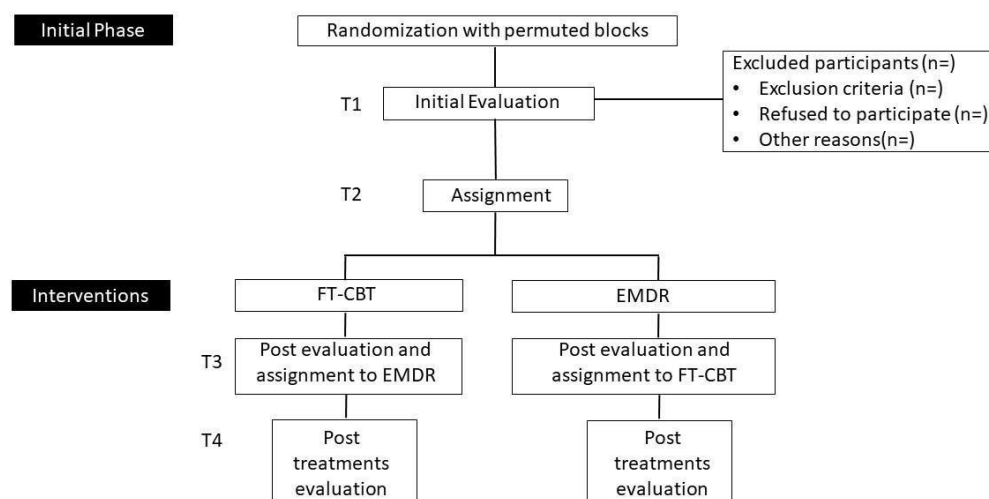 Initial Phase
Randomization with permuted blocks
Excluded participants (n=)
• Exclusion criteria (n=)
• Refused to participate (n=)
• Other reasons(n=)
T1
Initial Evaluation
T2
Assignment
Interventions
FT-CBT
EMDR
T3
Post evaluation and
assignment to EMDR
Post evaluation and
assignment to FT-CBT
T4
Post
treatments
evaluation
Post
treatments
evaluation